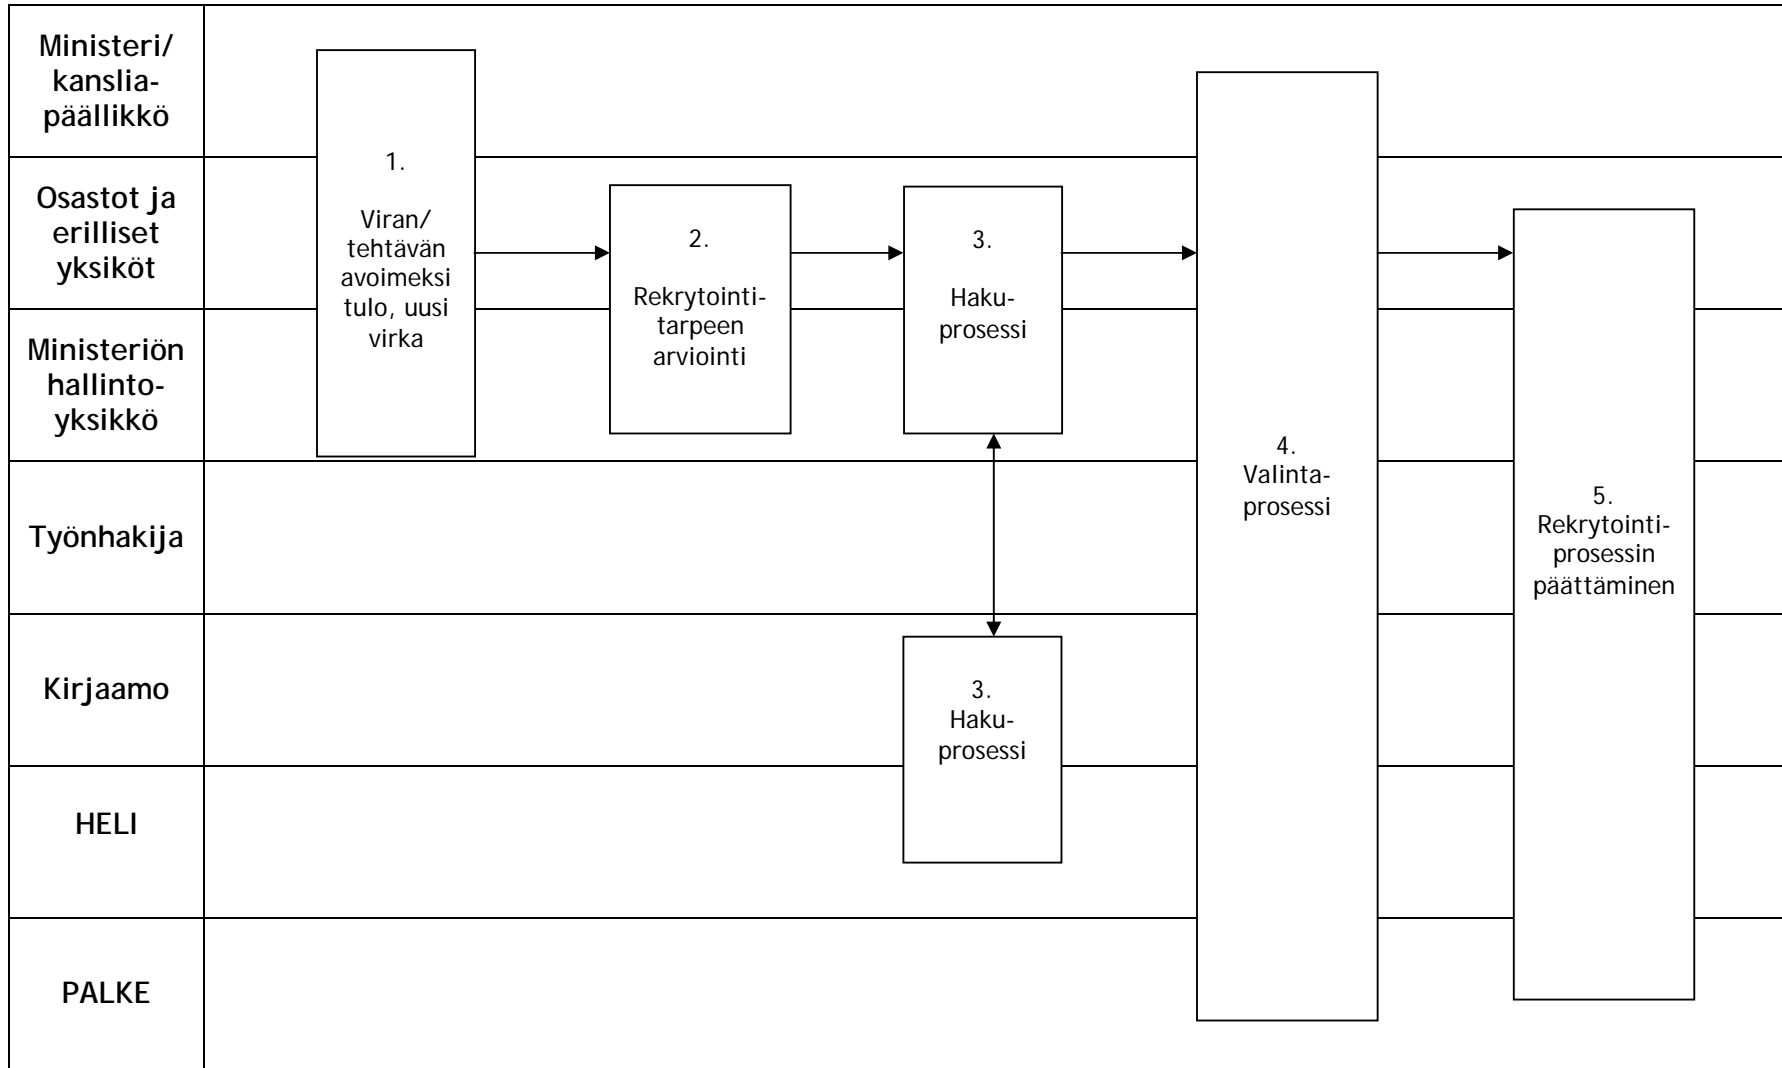 Ministeri/
kanslia-
päällikkö
Osastot ja
erilliset
yksiköt
Ministeriön
hallinto-
yksikkö
Työnhakija
Kirjaamo
HELI
PALKE
1.
Viran/
tehtävän
avoimeksi
tulo, uusi
virka
2.
Rekrytointi-
tarpeen
arviointi
3.
Haku-
prosessi
3.
Haku-
prosessi
4.
Valinta-
prosessi
5.
Rekrytointi-
prosessin
päättäminen